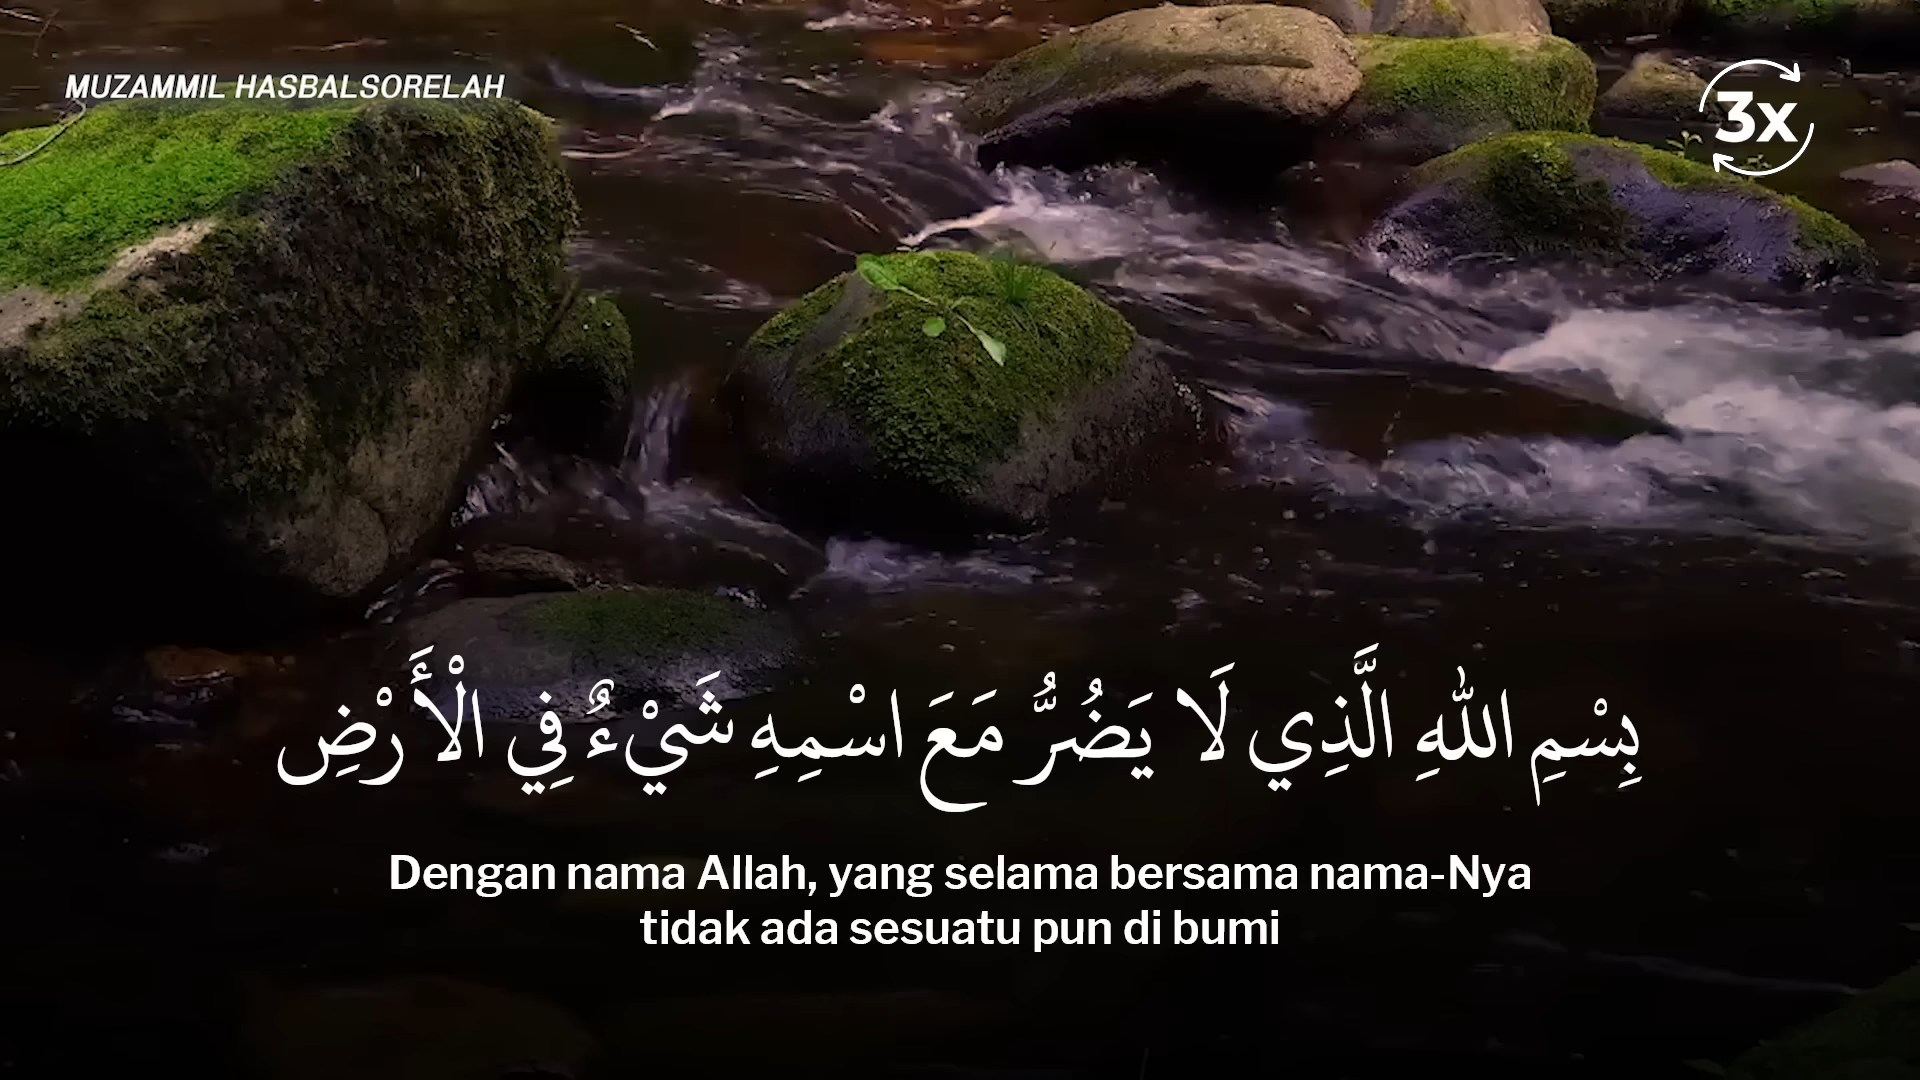 MUZAMMIL HASBALSORELAH
3x
بِسْمِ اللهِ الَّذِي لَا يَضُرُّ مَعَ اسْمِهِ شَيْءٌ فِي الْأَرْضِ
Dengan nama Allah, yang selama bersama nama-Nya
tidak ada sesuatu pun di bumi